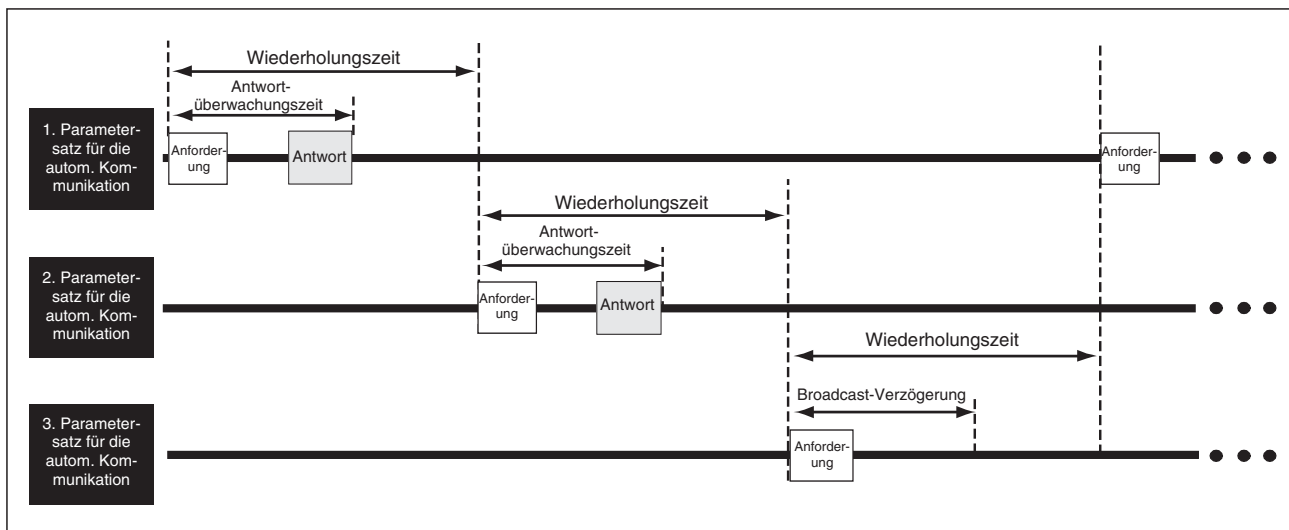 Wiederholungszeit
Antwort-
überwachungszeit
1. Parameter-
satz für die
autom. Kom-
munikation
Anforder-
ung
Antwort
Anforder-
ung
Wiederholungszeit
Antwort-
überwachungszeit
2. Parameter-
satz für die
autom. Kom-
munikation
Anforder-
ung
Antwort
Wiederholungszeit
Broadcast-Verzögerung
3. Parameter-
satz für die
autom. Kom-
munikation
Anforder-
ung